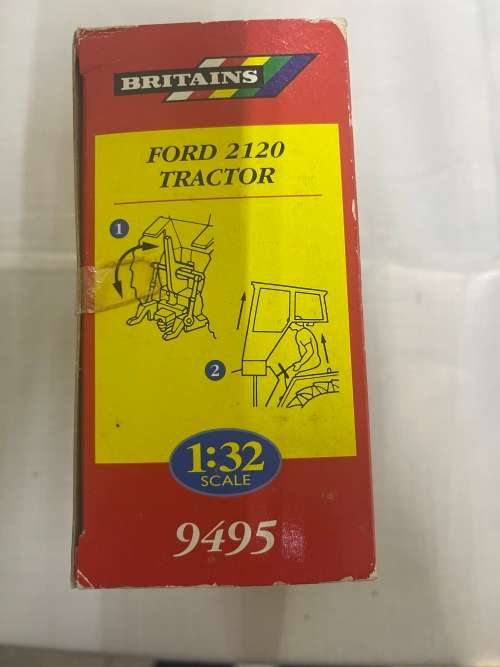 BRITAINS
FORD 2120
TRACTOR
1
2
1:32
SCALE
9495